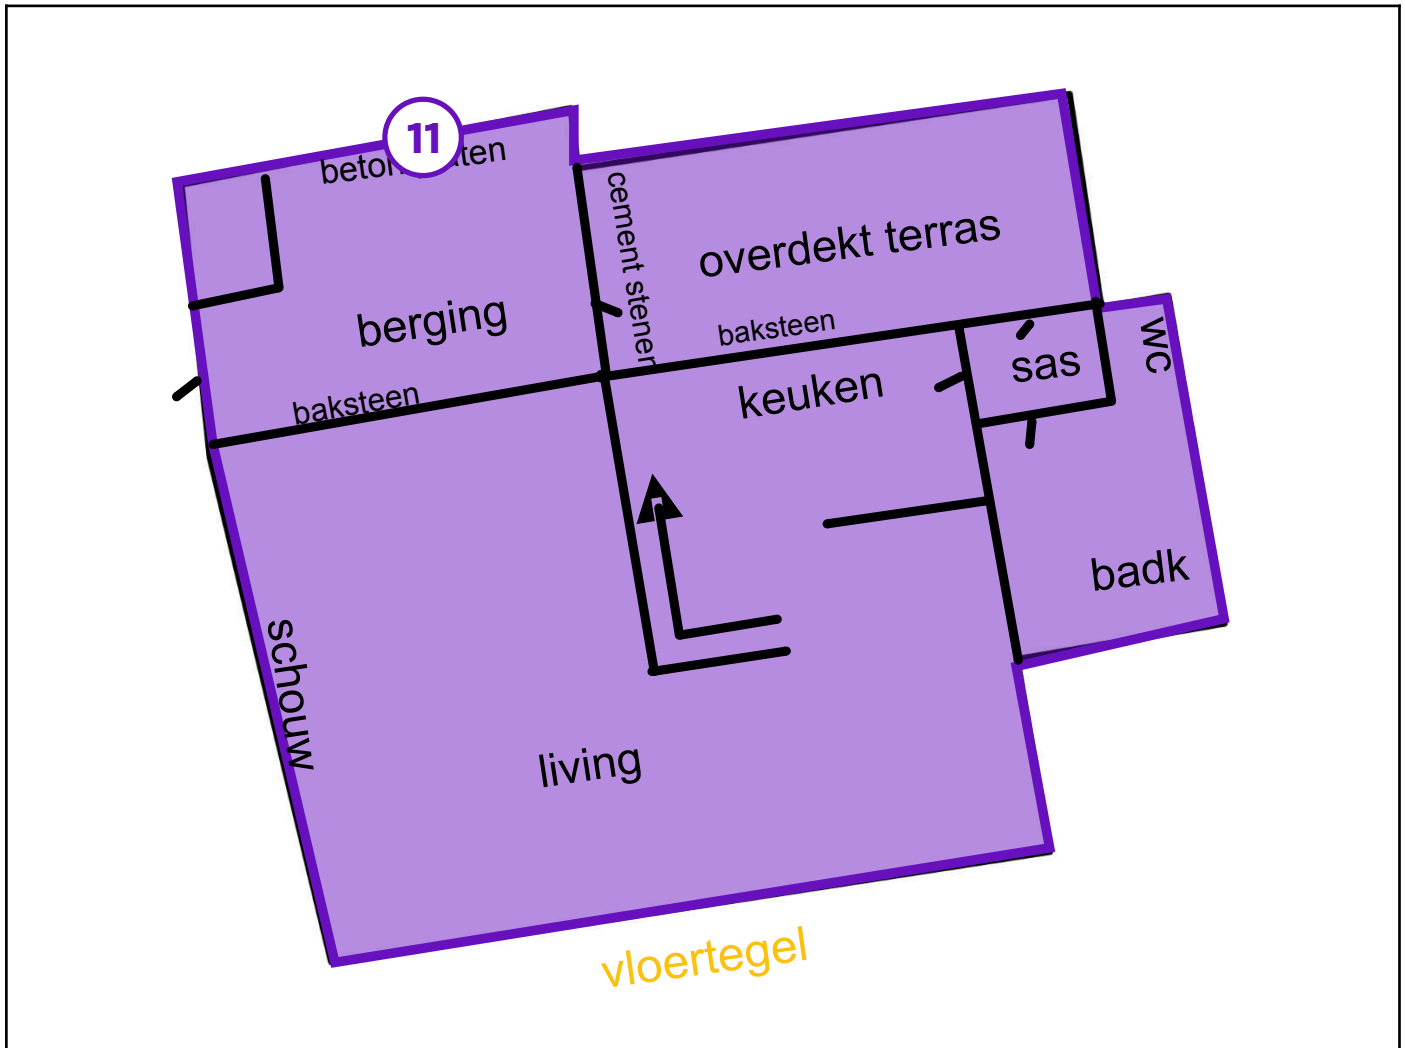 11
overdekt terras
cement stenen
berging
baksteen
sas
wc
keuken
baksteen
badk
schouw
living
vloertegel